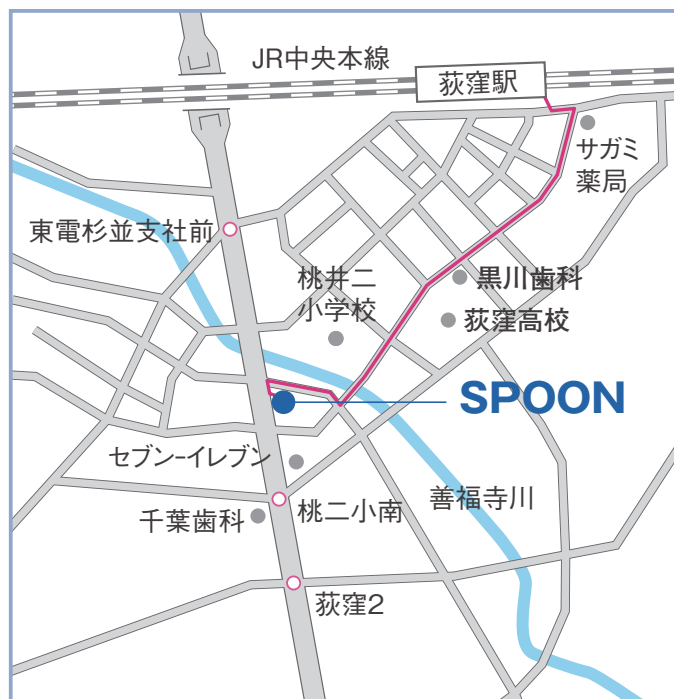 JR中央本線
荻窪駅
サガミ
薬局
東電杉並支社前
桃井二
小学校
黒川歯科
荻窪高校
SPOON
セブン-イレブン
善福寺川
桃二小南
千葉歯科
荻窪2